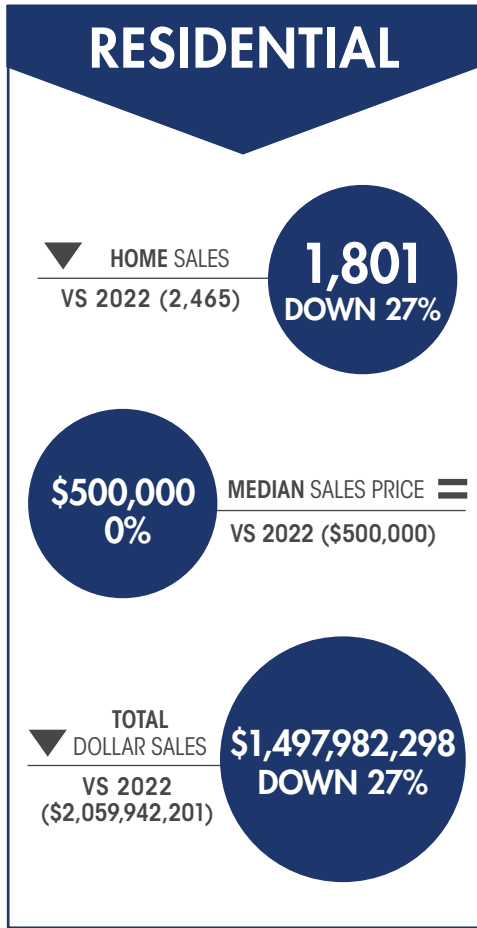 RESIDENTIAL
HOME SALES
VS 2022 (2,465)
1,801
DOWN 27%
$500,000
0%
MEDIAN SALES PRICE
VS 2022 ($500,000)
TOTAL
DOLLAR SALES
VS 2022
($2,059,942,201)
$1,497,982,298
DOWN 27%